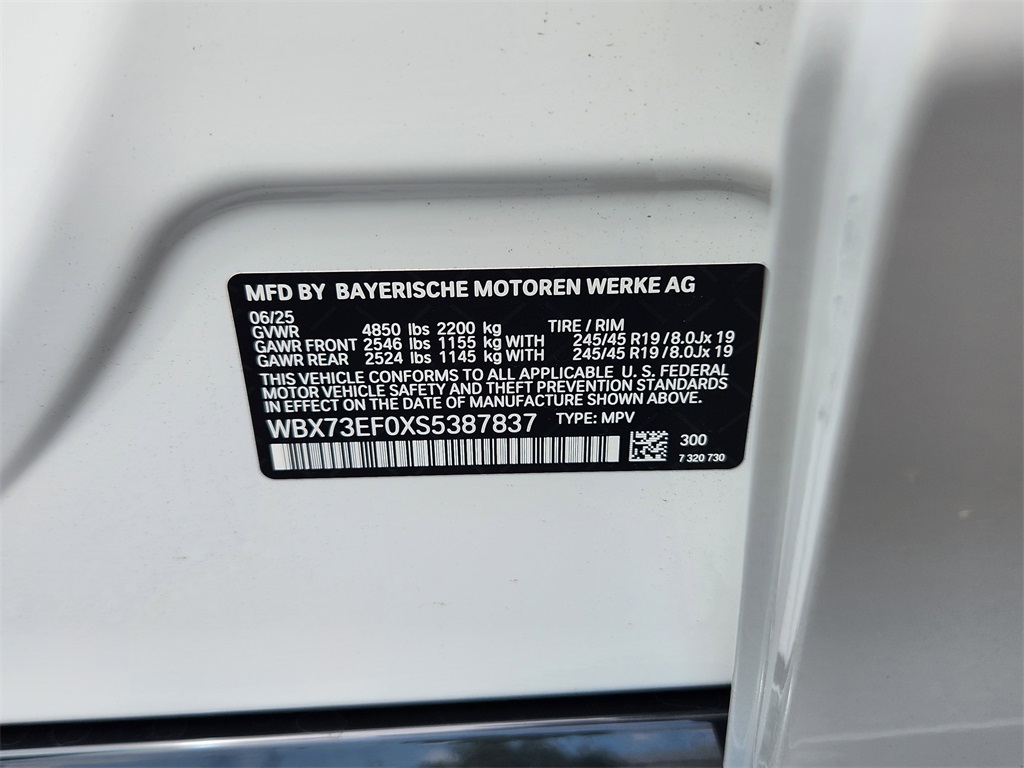 MFD BY BAYERISCHE MOTOREN WERKE AG
06/25
GVWR 4850 lbs 2200 kg TIRE / RIM
GAWR FRONT 2546 lbs 1155 kg WITH 245/45 R19 / 8.0Jx 19
GAWR REAR 2524 lbs 1145 kg WITH 245/45 R19 / 8.0Jx 19
THIS VEHICLE CONFORMS TO ALL APPLICABLE U. S. FEDERAL
MOTOR VEHICLE SAFETY AND THEFT PREVENTION STANDARDS
IN EFFECT ON THE DATE OF MANUFACTURE SHOWN ABOVE.
WBX73EF0XS5387837 TYPE: MPV
300
7 320 730